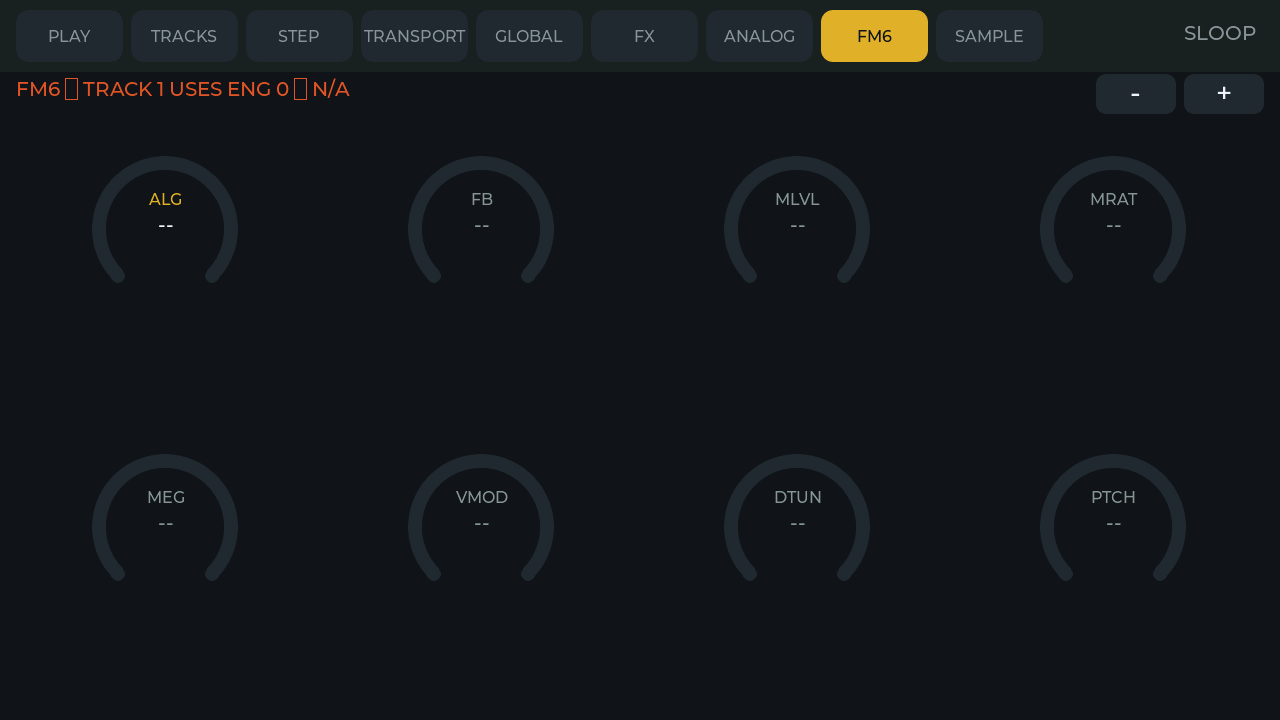 PLAY TRACKS STEP TRANSPORT GLOBAL FX ANALOG FM6 SAMPLE SLOOP
FM6 □ TRACK 1 USES ENG 0 □ N/A - +
ALG FB MLVL MRAT
-- -- -- --
MEG VMOD DTUN PTCH
-- -- -- --